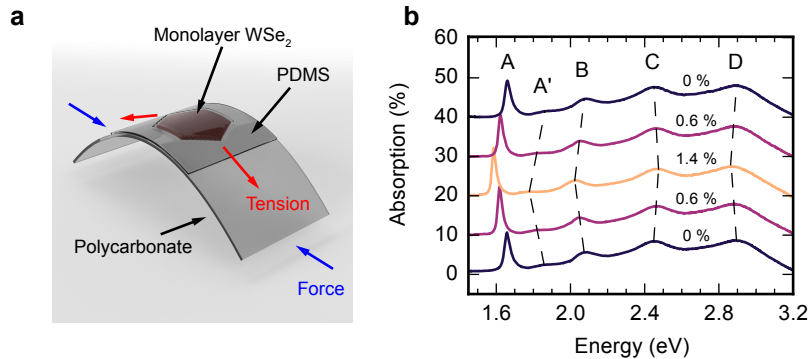 a
Monolayer WSe₂
PDMS
Tension
Polycarbonate
Force
b
A
A'
B
C
D
0 %
0.6 %
1.4 %
0.6 %
0 %
60
50
40
30
20
10
0
Absorption (%)
1.6 2.0 2.4 2.8 3.2
Energy (eV)